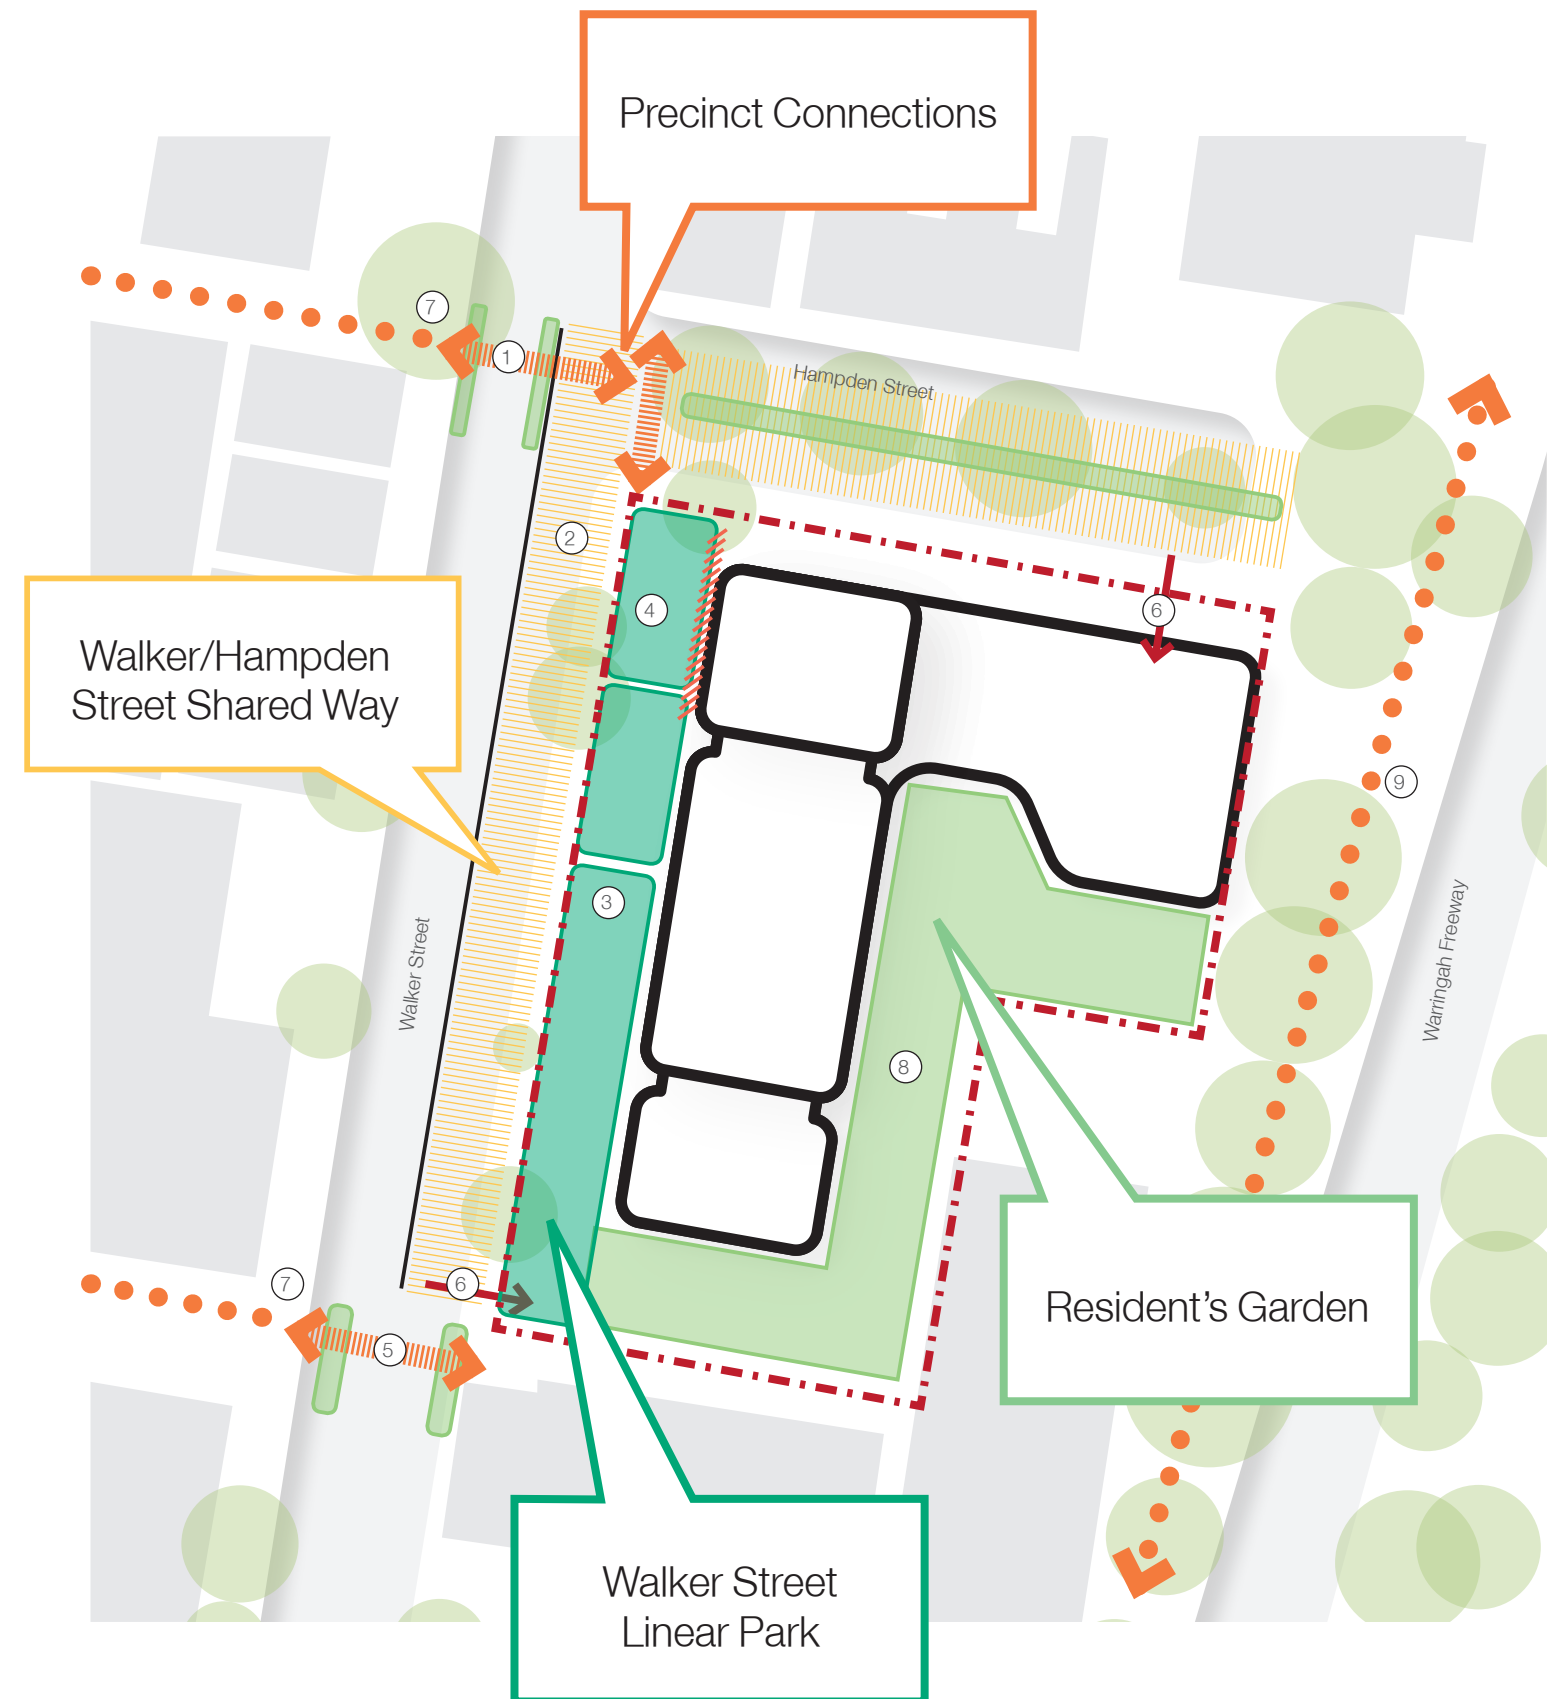 Precinct Connections
7
1
Hampden Street
2
4
6
Walker/Hampden
Street Shared Way
9
3
Walker Street
Warringah Freeway
8
7
6
5
Resident's Garden
Walker Street
Linear Park